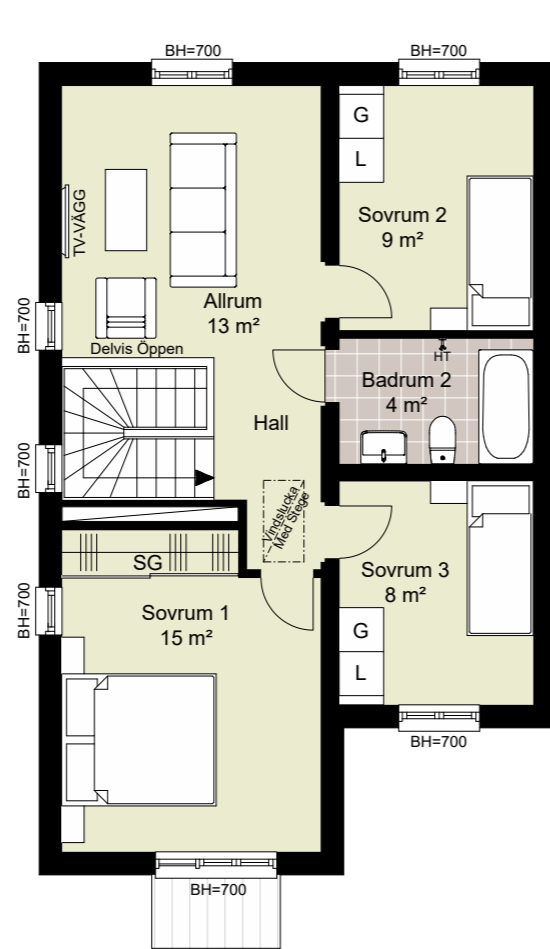 BH=700
BH=700
G
L
TV-VÄGG
Sovrum 2
9 m²
Allrum
13 m²
BH=700
Delvis Öppen
HT
Badrum 2
4 m²
Hall
BH=700
Vindslucka
Med Stege
SG
Sovrum 3
8 m²
BH=700
Sovrum 1
15 m²
G
L
BH=700
BH=700